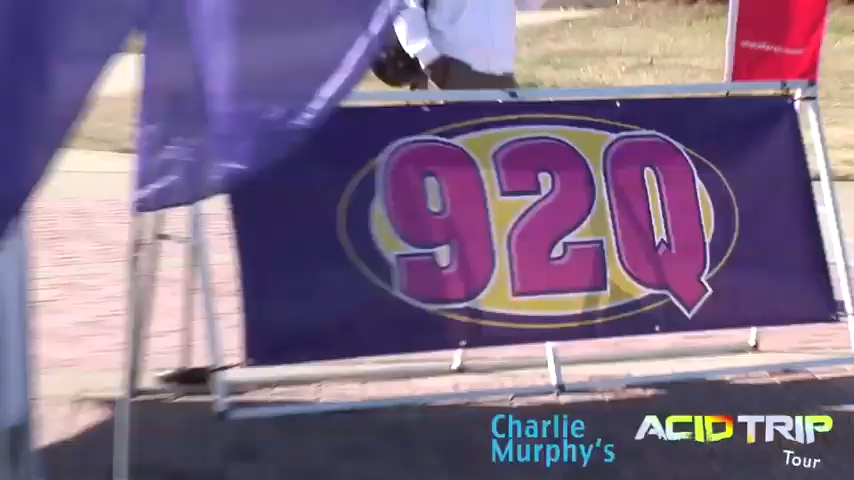 92Q
Charlie
Murphy's
ACID TRIP
Tour